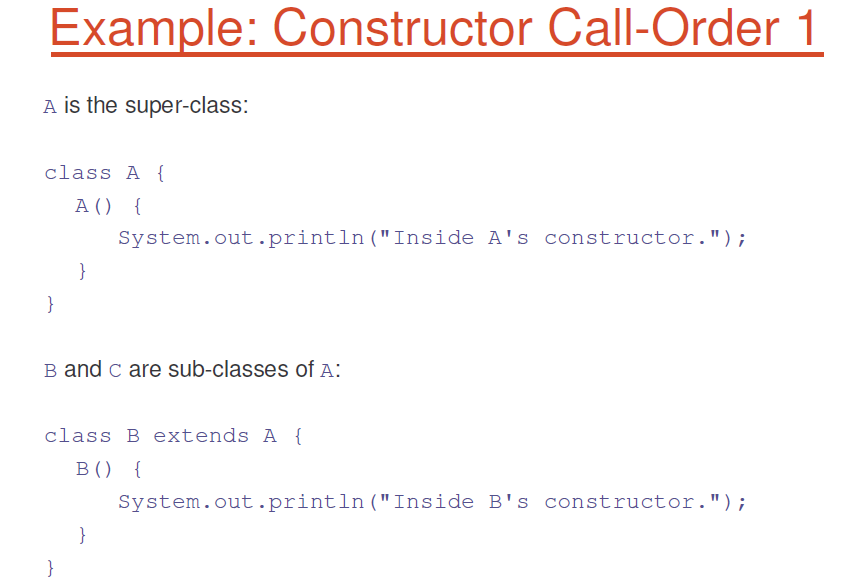 Example: Constructor Call-Order 1
A is the super-class:
class A {
A() {
System.out.println("Inside A's constructor.");
}
}
B and C are sub-classes of A:
class B extends A {
B() {
System.out.println("Inside B's constructor.");
}
}